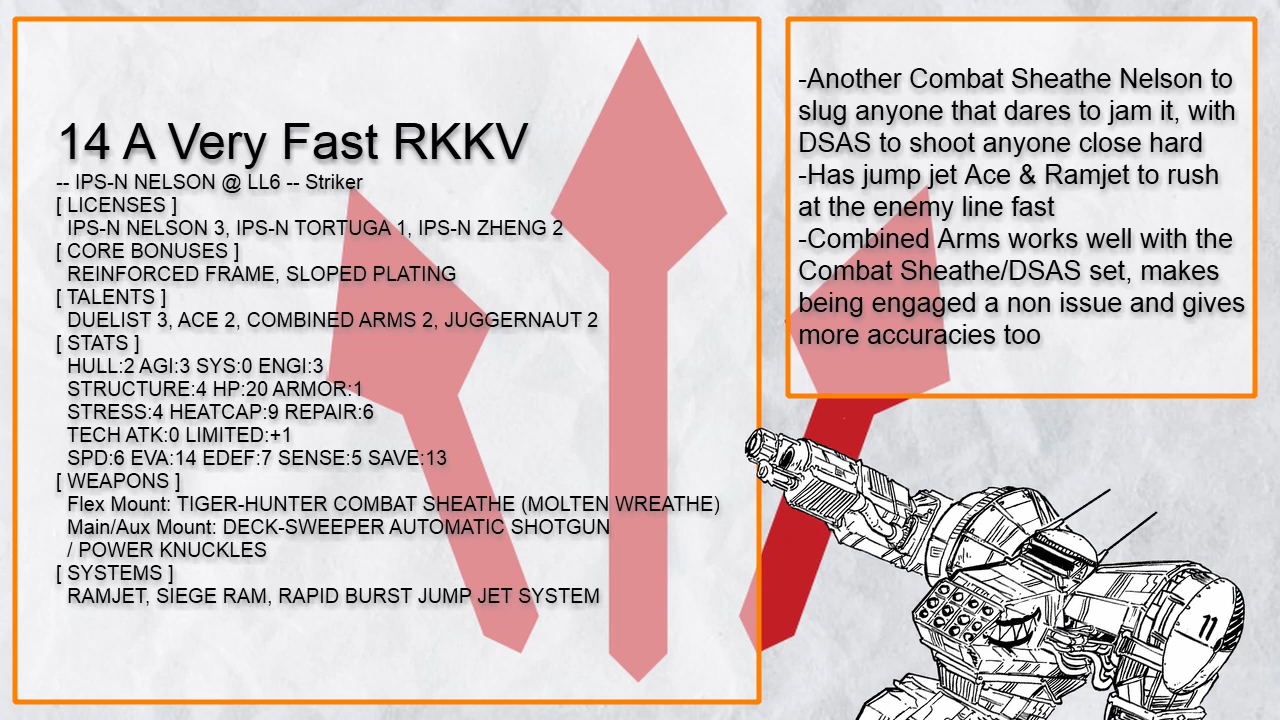 14 A Very Fast RKKV
-- IPS-N NELSON @ LL6 -- Striker
[ LICENSES ]
IPS-N NELSON 3, IPS-N TORTUGA 1, IPS-N ZHENG 2
[ CORE BONUSES ]
REINFORCED FRAME, SLOPED PLATING
[ TALENTS ]
DUELIST 3, ACE 2, COMBINED ARMS 2, JUGGERNAUT 2
[ STATS ]
HULL:2 AGI:3 SYS:0 ENGI:3
STRUCTURE:4 HP:20 ARMOR:1
STRESS:4 HEATCAP:9 REPAIR:6
TECH ATK:0 LIMITED:+1
SPD:6 EVA:14 EDEF:7 SENSE:5 SAVE:13
[ WEAPONS ]
Flex Mount: TIGER-HUNTER COMBAT SHEATHE (MOLTEN WREATHE)
Main/Aux Mount: DECK-SWEEPER AUTOMATIC SHOTGUN
/ POWER KNUCKLES
[ SYSTEMS ]
RAMJET, SIEGE RAM, RAPID BURST JUMP JET SYSTEM
-Another Combat Sheathe Nelson to
slug anyone that dares to jam it, with
DSAS to shoot anyone close hard
-Has jump jet Ace & Ramjet to rush
at the enemy line fast
-Combined Arms works well with the
Combat Sheathe/DSAS set, makes
being engaged a non issue and gives
more accuracies too
11